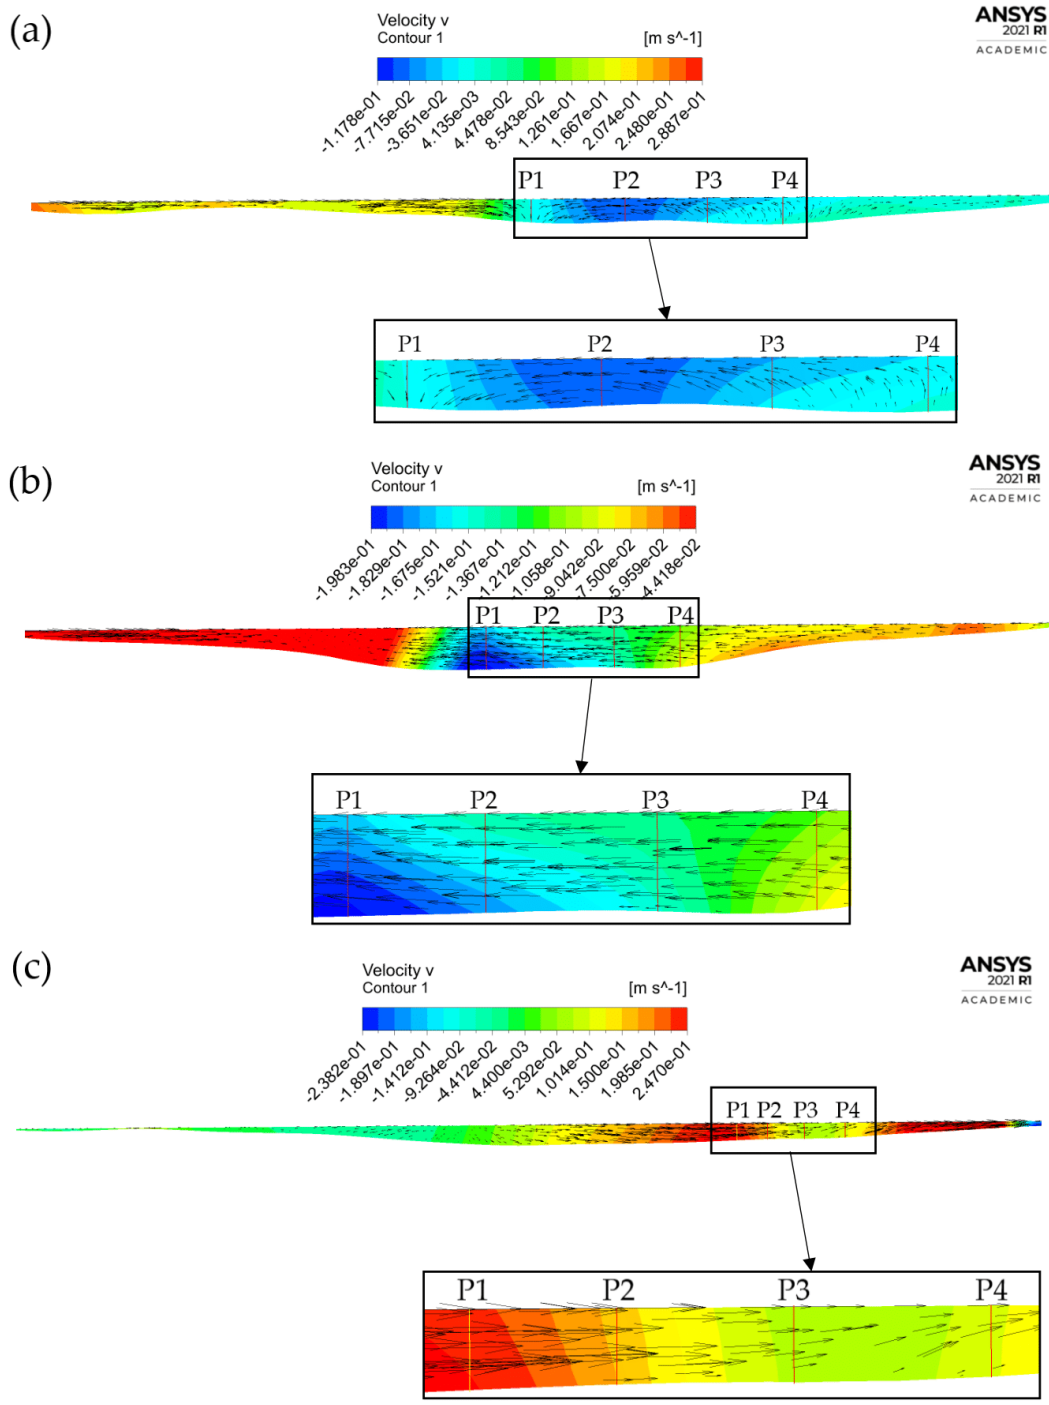 (a)
Velocity v
Contour 1
[m s^-1]
ANSYS
2021 R1
ACADEMIC
-1.178e-01
-7.715e-02
-3.651e-02
4.135e-03
4.478e-02
8.543e-02
1.261e-01
1.667e-01
2.074e-01
2.480e-01
2.887e-01
P1 P2 P3 P4
P1 P2 P3 P4
(b)
Velocity v
Contour 1
[m s^-1]
ANSYS
2021 R1
ACADEMIC
-1.983e-01
-1.829e-01
-1.675e-01
-1.521e-01
-1.367e-01
-1.212e-01
-1.058e-01
-9.042e-02
-7.500e-02
-5.959e-02
-4.418e-02
P1 P2 P3 P4
P1 P2 P3 P4
(c)
Velocity v
Contour 1
[m s^-1]
ANSYS
2021 R1
ACADEMIC
-2.382e-01
-1.897e-01
-1.412e-01
-9.264e-02
-4.412e-02
4.400e-03
5.292e-02
1.014e-01
1.500e-01
1.985e-01
2.470e-01
P1 P2 P3 P4
P1 P2 P3 P4